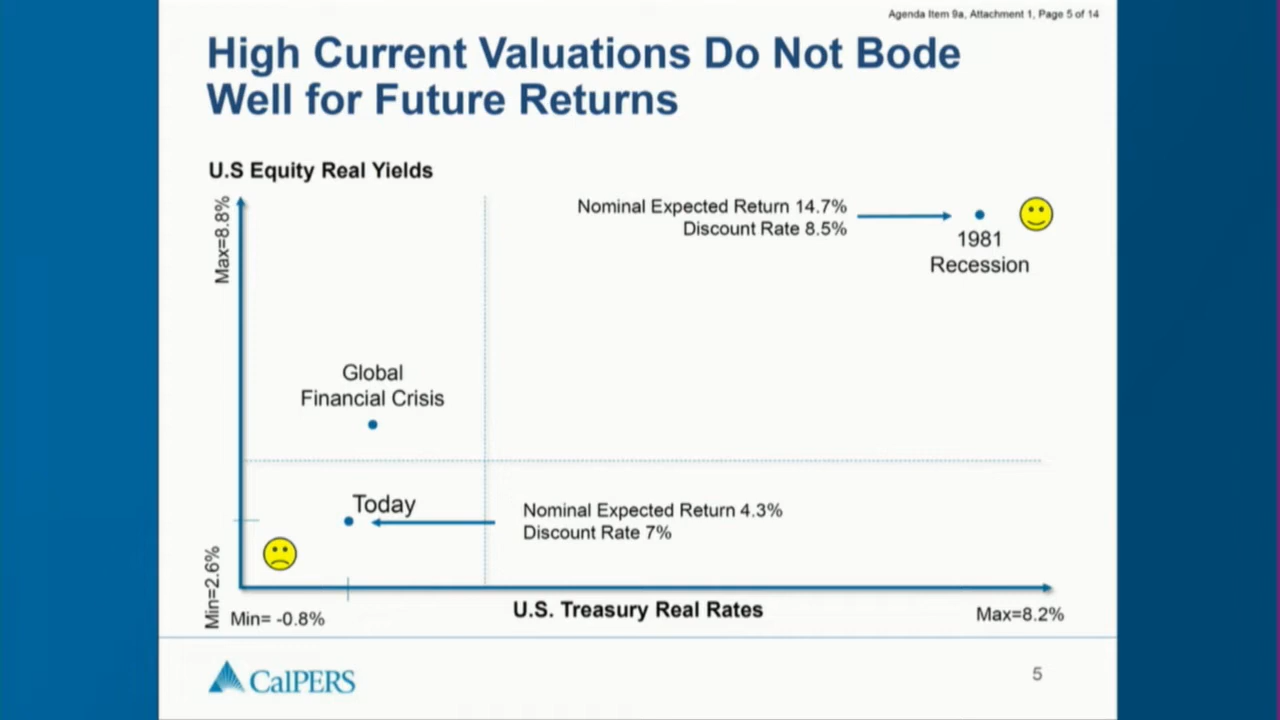 Agenda Item 9a, Attachment 1, Page 5 of 14
High Current Valuations Do Not Bode
Well for Future Returns
U.S Equity Real Yields
Max=8.8%
Nominal Expected Return 14.7%
Discount Rate 8.5%
1981
Recession
Global
Financial Crisis
Today
Nominal Expected Return 4.3%
Discount Rate 7%
Min=2.6%
Min= -0.8%
U.S. Treasury Real Rates
Max=8.2%
CalPERS
5